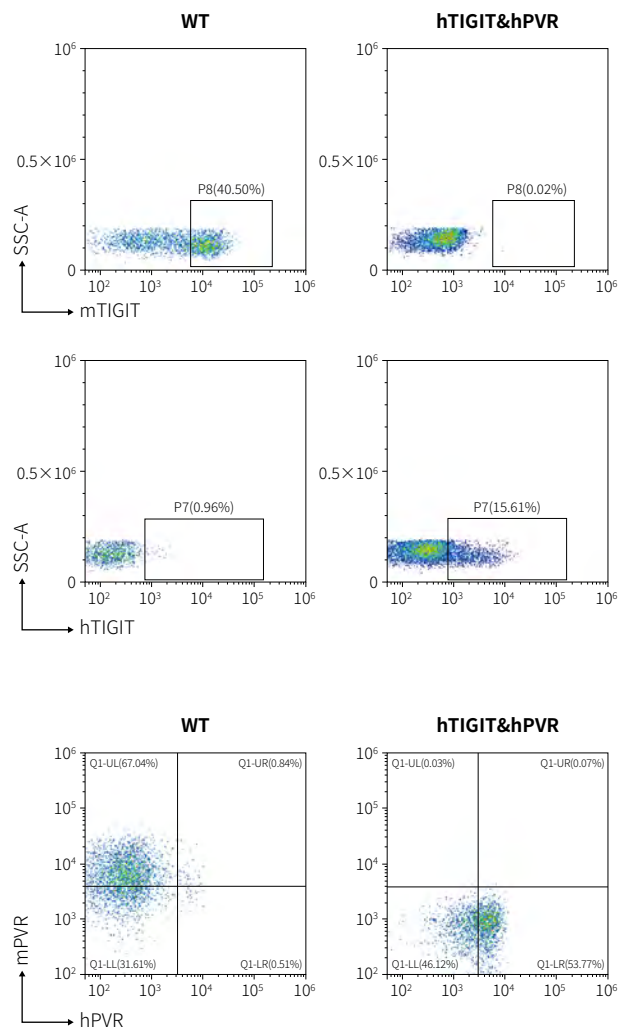 WT hTIGIT&hPVR
10⁶ 10⁶
P8(40.50%) P8(0.02%)
0.5×10⁶ 0.5×10⁶
0 0
10² 10³ 10⁴ 10⁵ 10⁶ 10² 10³ 10⁴ 10⁵ 10⁶
SSC-A
mTIGIT
10⁶ 10⁶
0.5×10⁶ 0.5×10⁶
P7(0.96%) P7(15.61%)
0 0
10² 10³ 10⁴ 10⁵ 10⁶ 10² 10³ 10⁴ 10⁵ 10⁶
SSC-A
hTIGIT
WT hTIGIT&hPVR
10⁶ 10⁶
Q1-UL(67.04%) Q1-UR(0.84%) Q1-UL(0.03%) Q1-UR(0.07%)
10⁵ 10⁵
10⁴ 10⁴
10³ 10³
Q1-LL(31.61%) Q1-LR(0.51%) Q1-LL(46.12%) Q1-LR(53.77%)
10² 10²
10² 10³ 10⁴ 10⁵ 10⁶ 10² 10³ 10⁴ 10⁵ 10⁶
mPVR
hPVR